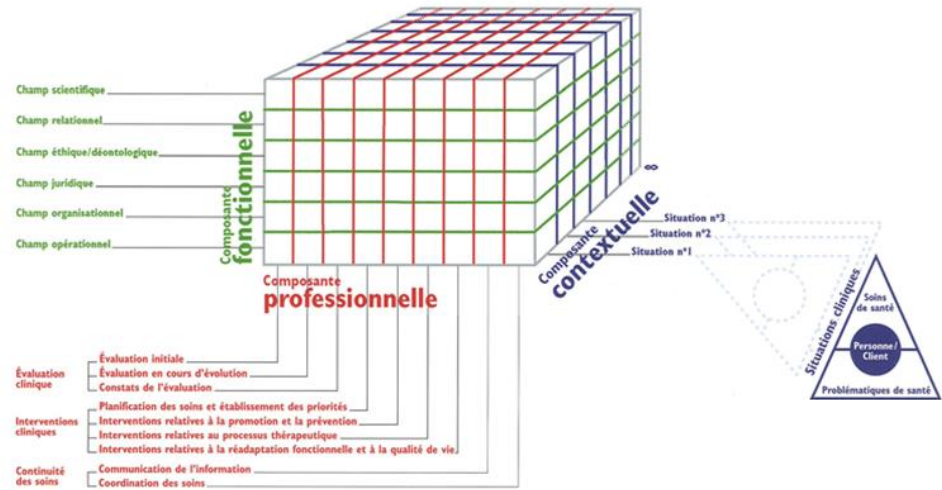 Champ scientifique
Champ relationnel
Champ éthique/déontologique
Champ juridique
Champ organisationnel
Champ opérationnel
Composante
fonctionnelle
Composante
professionnelle
Composante
contextuelle
∞
Situation n°3
Situation n°2
Situation n°1
Situations cliniques
Soins
de santé
Personne/
Client
Problématiques de santé
Évaluation
clinique
Évaluation initiale
Évaluation en cours d'évolution
Constats de l'évaluation
Interventions
cliniques
Planification des soins et établissement des priorités
Interventions relatives à la promotion et la prévention
Interventions relatives au processus thérapeutique
Interventions relatives à la réadaptation fonctionnelle et à la qualité de vie
Continuité
des soins
Communication de l'information
Coordination des soins